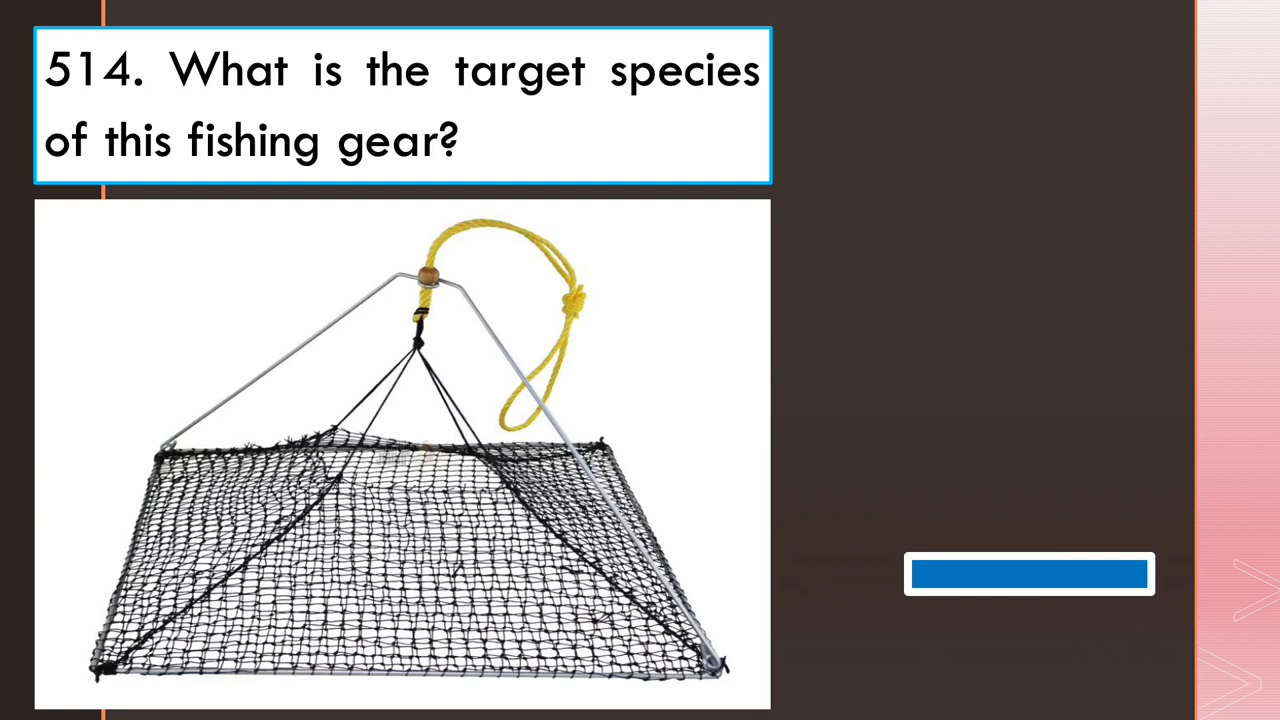 514. What is the target species
of this fishing gear?